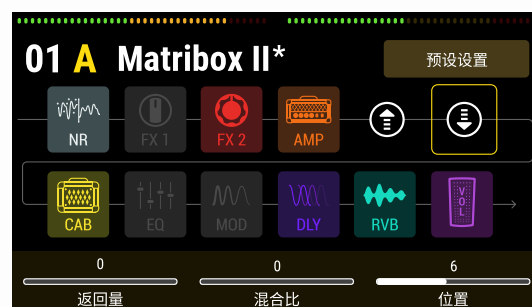 01 A Matribox II*
预设设置
NR FX 1 FX 2 AMP
VOL
CAB EQ MOD DLY RVB
0 0 6
返回量 混合比 位置